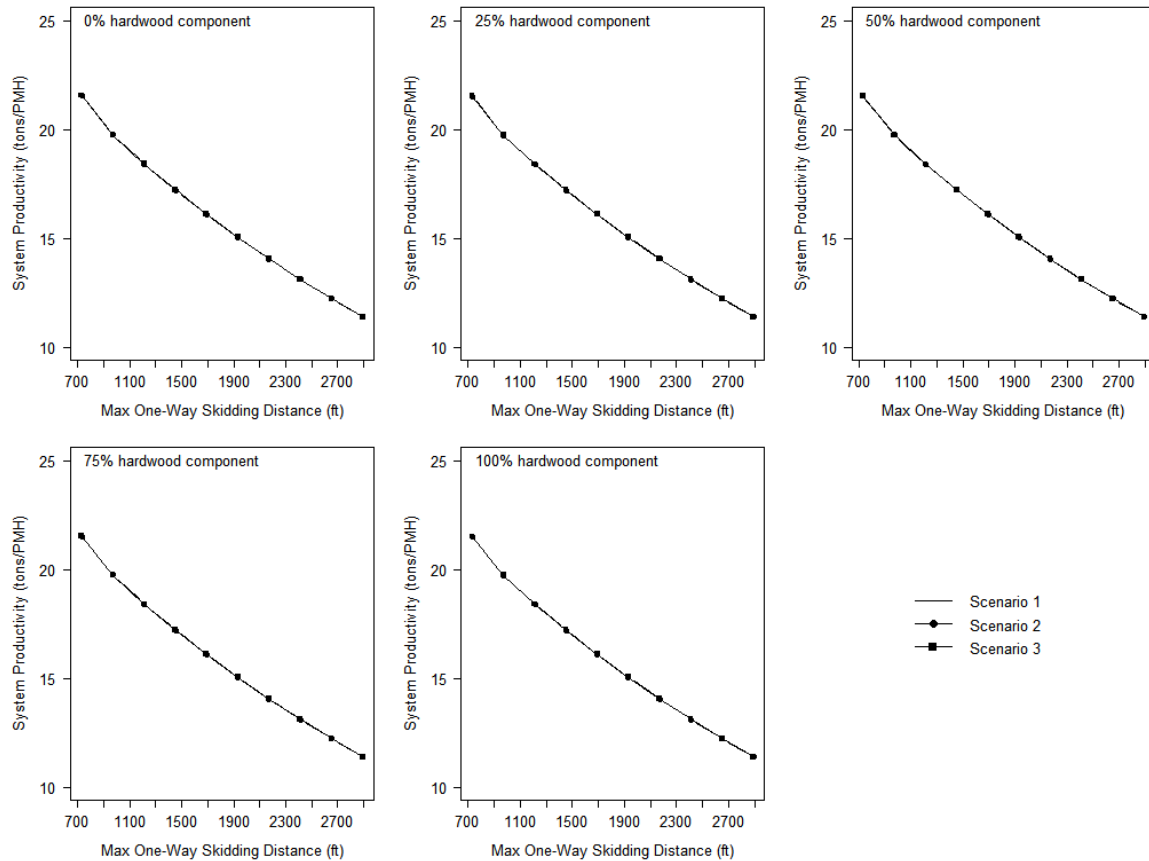 0% hardwood component
25
20
15
10
System Productivity (tons/PMH)
700 1100 1500 1900 2300 2700
Max One-Way Skidding Distance (ft)
25% hardwood component
25
20
15
10
System Productivity (tons/PMH)
700 1100 1500 1900 2300 2700
Max One-Way Skidding Distance (ft)
50% hardwood component
25
20
15
10
System Productivity (tons/PMH)
700 1100 1500 1900 2300 2700
Max One-Way Skidding Distance (ft)
75% hardwood component
25
20
15
10
System Productivity (tons/PMH)
700 1100 1500 1900 2300 2700
Max One-Way Skidding Distance (ft)
100% hardwood component
25
20
15
10
System Productivity (tons/PMH)
700 1100 1500 1900 2300 2700
Max One-Way Skidding Distance (ft)
Scenario 1
Scenario 2
Scenario 3